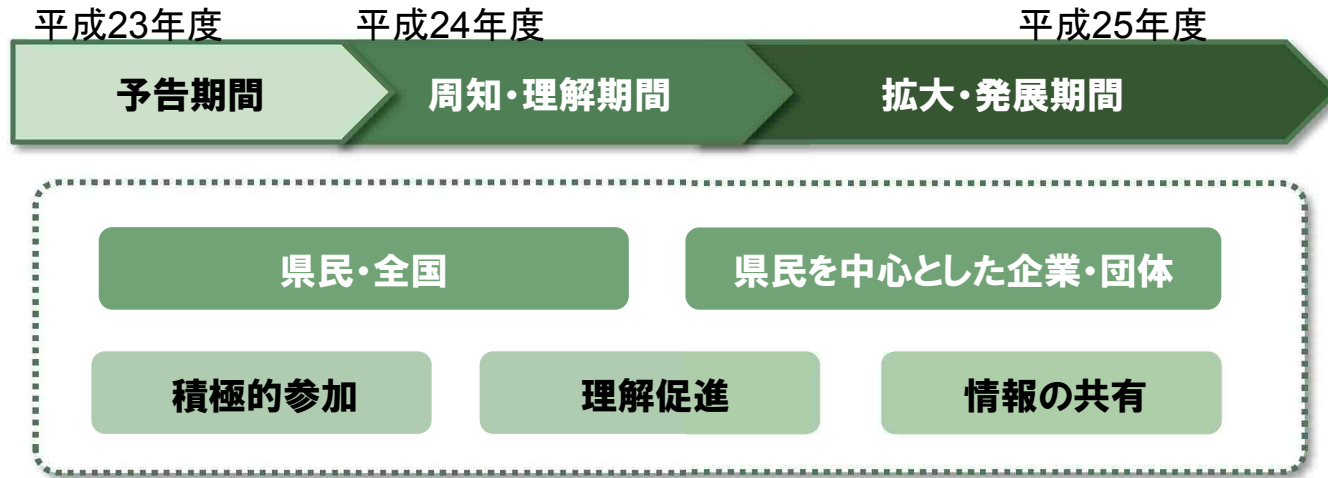 平成23年度
平成24年度
平成25年度
予告期間
周知・理解期間
拡大・発展期間
県民・全国
県民を中心とした企業・団体
積極的参加
理解促進
情報の共有